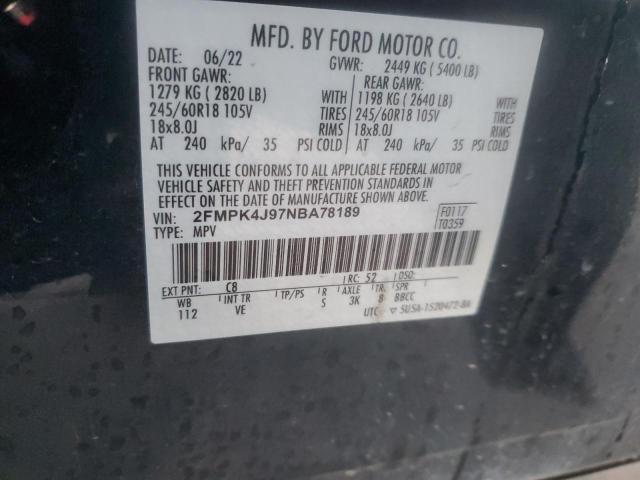 MFD. BY FORD MOTOR CO.
DATE: 06/22 GVWR: 2449 KG ( 5400 LB)
FRONT GAWR: REAR GAWR:
1279 KG ( 2820 LB) WITH 1198 KG ( 2640 LB) WITH
245/60R18 105V TIRES 245/60R18 105V TIRES
18x8.0J RIMS 18x8.0J RIMS
AT 240 kPa/ 35 PSI COLD AT 240 kPa/ 35 PSI COLD
THIS VEHICLE CONFORMS TO ALL APPLICABLE FEDERAL MOTOR
VEHICLE SAFETY AND THEFT PREVENTION STANDARDS IN
EFFECT ON THE DATE OF MANUFACTURE SHOWN ABOVE.
VIN: 2FMPK4J97NBA78189 F0117
TYPE: MPV T0359
EXT PNT: C8 RC: 52 DSO:
WB INT TR TP/PS R AXLE TR SPR
112 VE S 3K 8 BBCC
UTC ▽ 5U5A-1520472-BA